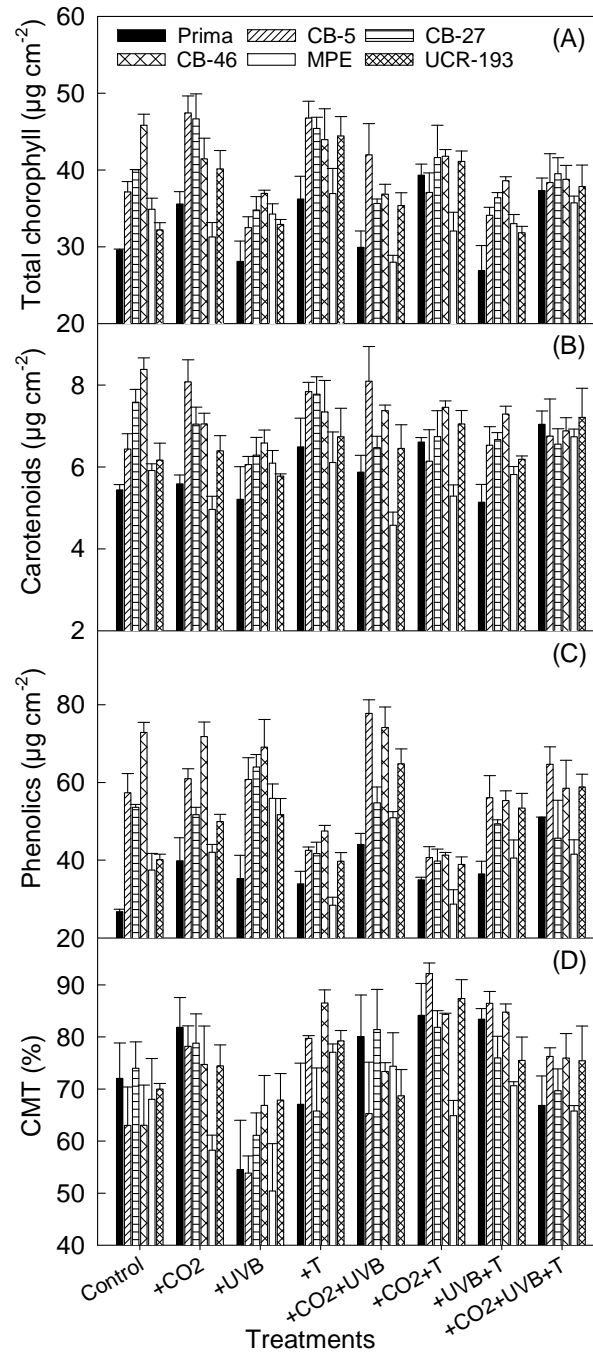 (A)
Prima CB-5 CB-27
CB-46 MPE UCR-193
60
50
40
30
20
Total chorophyll (µg cm-2)
(B)
8
6
4
2
Carotenoids (µg cm-2)
(C)
80
60
40
20
Phenolics (µg cm-2)
(D)
90
80
70
60
50
40
CMT (%)
Control
+CO2
+UVB
+T
+CO2+UVB
+CO2+T
+UVB+T
+CO2+UVB+T
Treatments